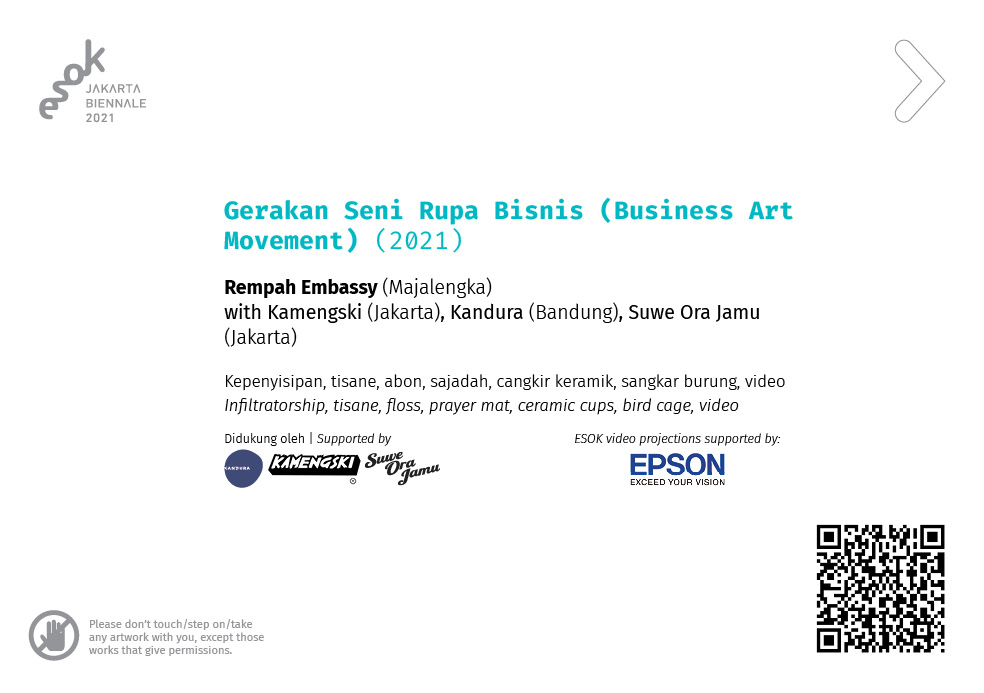 esok
JAKARTA
BIENNALE
2021
Gerakan Seni Rupa Bisnis (Business Art
Movement) (2021)
Rempah Embassy (Majalengka)
with Kamengski (Jakarta), Kandura (Bandung), Suwe Ora Jamu
(Jakarta)
Kepenyisipan, tisane, abon, sajadah, cangkir keramik, sangkar burung, video
Infiltratorship, tisane, floss, prayer mat, ceramic cups, bird cage, video
Didukung oleh | Supported by
KANDURA
KAMENGSKI
Suwe
Ora
Jamu
ESOK video projections supported by:
EPSON
EXCEED YOUR VISION
Please don't touch/step on/take
any artwork with you, except those
works that give permissions.